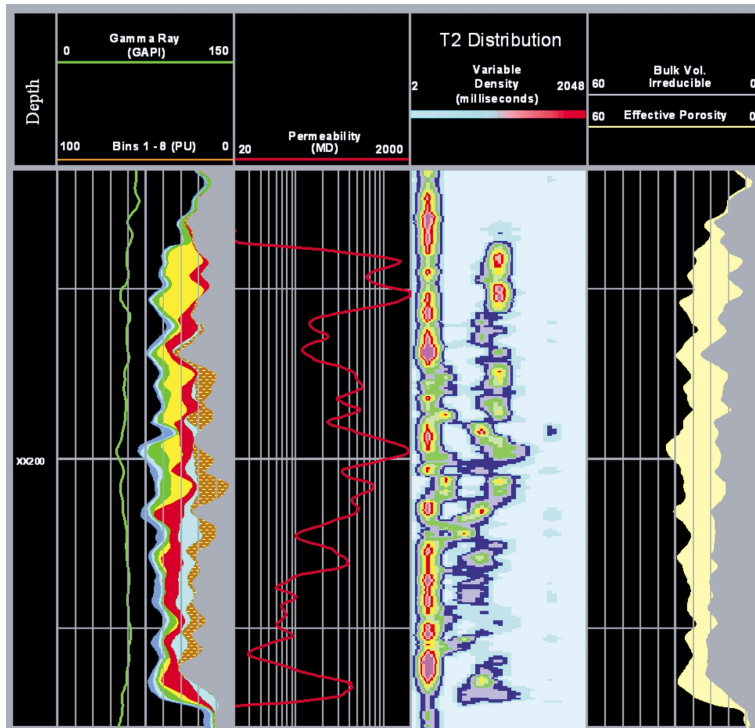 Depth
Gamma Ray
(GAPI)
0 150
Bins 1 - 8 (PU)
100 0
Permeability
(MD)
20 2000
T2 Distribution
Variable
Density
(milliseconds)
2 2048
Bulk Vol.
Irreducible
60 0
Effective Porosity
60 0
XX200